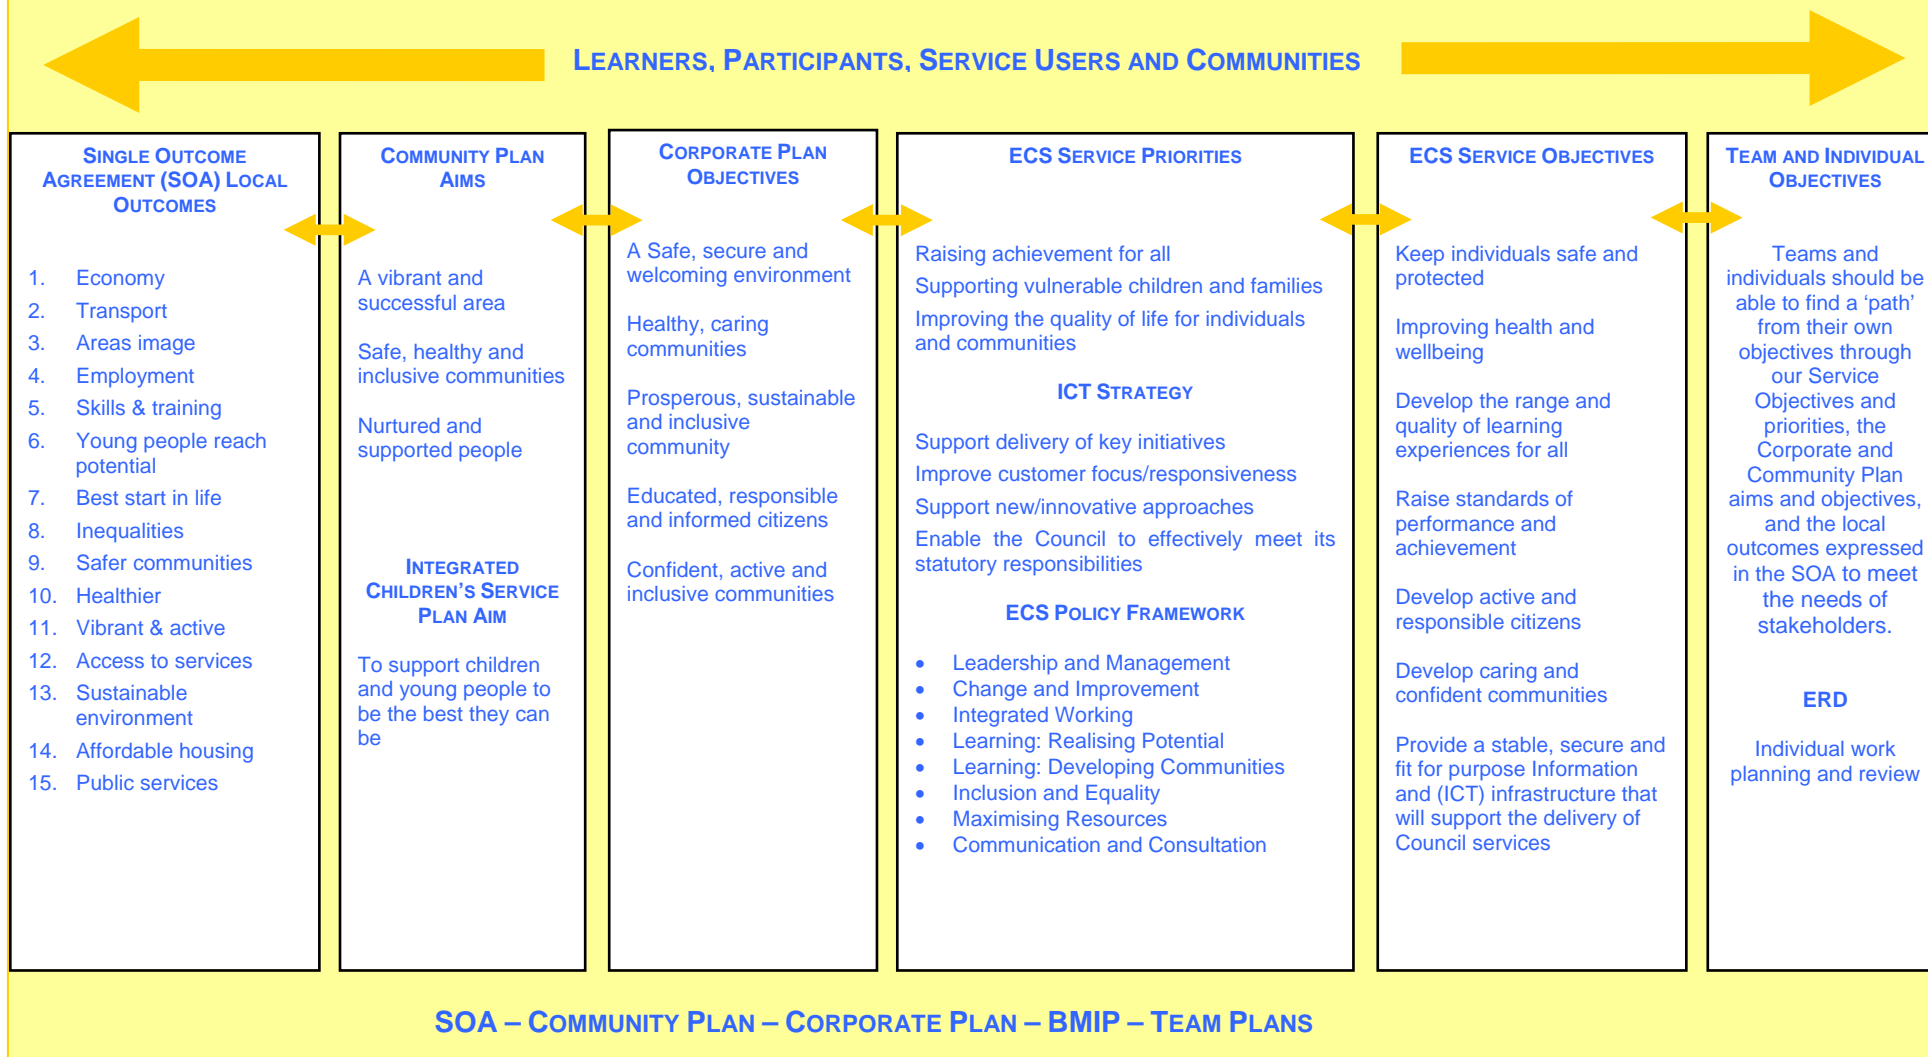 LEARNERS, PARTICIPANTS, SERVICE USERS AND COMMUNITIES
SINGLE OUTCOME
AGREEMENT (SOA) LOCAL
OUTCOMES
1. Economy
2. Transport
3. Areas image
4. Employment
5. Skills & training
6. Young people reach
potential
7. Best start in life
8. Inequalities
9. Safer communities
10. Healthier
11. Vibrant & active
12. Access to services
13. Sustainable
environment
14. Affordable housing
15. Public services
COMMUNITY PLAN
AIMS
A vibrant and
successful area
Safe, healthy and
inclusive communities
Nurtured and
supported people
INTEGRATED
CHILDREN'S SERVICE
PLAN AIM
To support children
and young people to
be the best they can
be
CORPORATE PLAN
OBJECTIVES
A Safe, secure and
welcoming environment
Healthy, caring
communities
Prosperous, sustainable
and inclusive
community
Educated, responsible
and informed citizens
Confident, active and
inclusive communities
ECS SERVICE PRIORITIES
Raising achievement for all
Supporting vulnerable children and families
Improving the quality of life for individuals
and communities
ICT STRATEGY
Support delivery of key initiatives
Improve customer focus/responsiveness
Support new/innovative approaches
Enable the Council to effectively meet its
statutory responsibilities
ECS POLICY FRAMEWORK
• Leadership and Management
• Change and Improvement
• Integrated Working
• Learning: Realising Potential
• Learning: Developing Communities
• Inclusion and Equality
• Maximising Resources
• Communication and Consultation
ECS SERVICE OBJECTIVES
Keep individuals safe and
protected
Improving health and
wellbeing
Develop the range and
quality of learning
experiences for all
Raise standards of
performance and
achievement
Develop active and
responsible citizens
Develop caring and
confident communities
Provide a stable, secure and
fit for purpose Information
and (ICT) infrastructure that
will support the delivery of
Council services
TEAM AND INDIVIDUAL
OBJECTIVES
Teams and
individuals should be
able to find a 'path'
from their own
objectives through
our Service
Objectives and
priorities, the
Corporate and
Community Plan
aims and objectives,
and the local
outcomes expressed
in the SOA to meet
the needs of
stakeholders.
ERD
Individual work
planning and review
SOA – COMMUNITY PLAN – CORPORATE PLAN – BMIP – TEAM PLANS